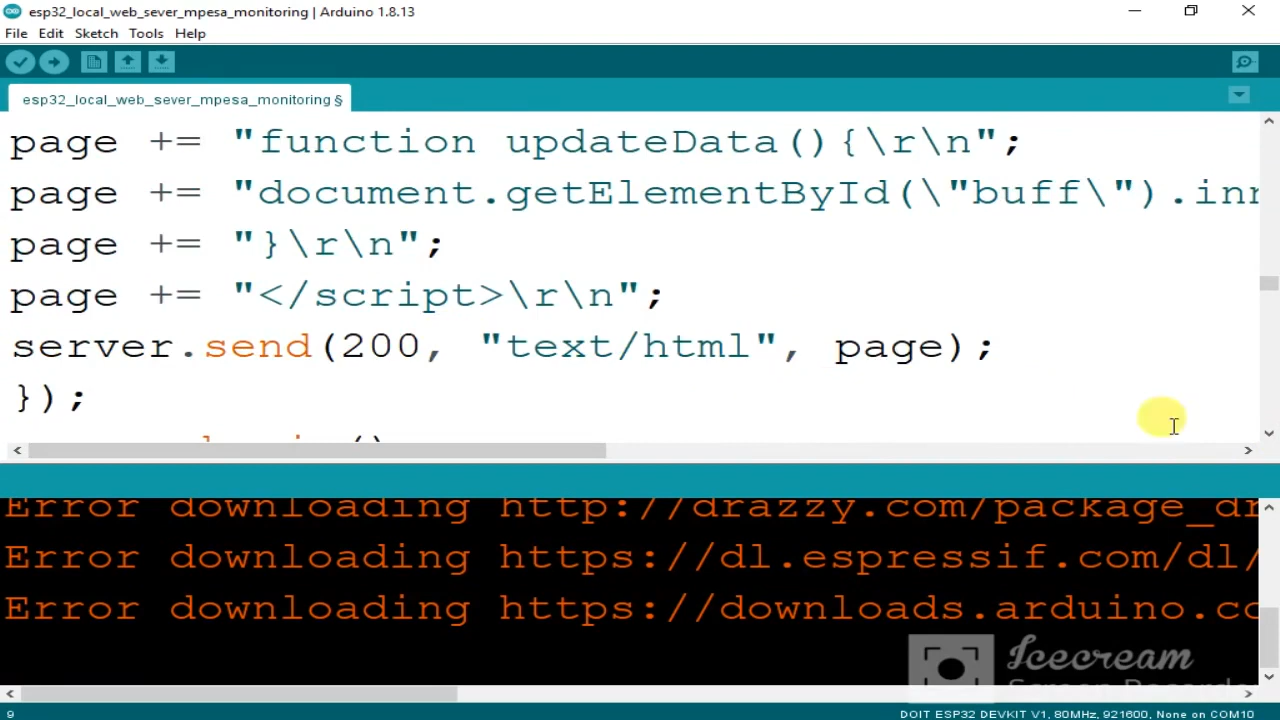 esp32_local_web_sever_mpesa_monitoring | Arduino 1.8.13
File Edit Sketch Tools Help
esp32_local_web_sever_mpesa_monitoring §
page += "function updateData(){\r\n";
page += "document.getElementById(\"buff\").inn
page += "}\r\n";
page += "</script>\r\n";
server.send(200, "text/html", page);
});
Error downloading http://drazzy.com/package_dr
Error downloading https://dl.espressif.com/dl/
Error downloading https://downloads.arduino.co
Icecream
Screen Recorder
9
DOIT ESP32 DEVKIT V1, 80MHz, 921600, None on COM10